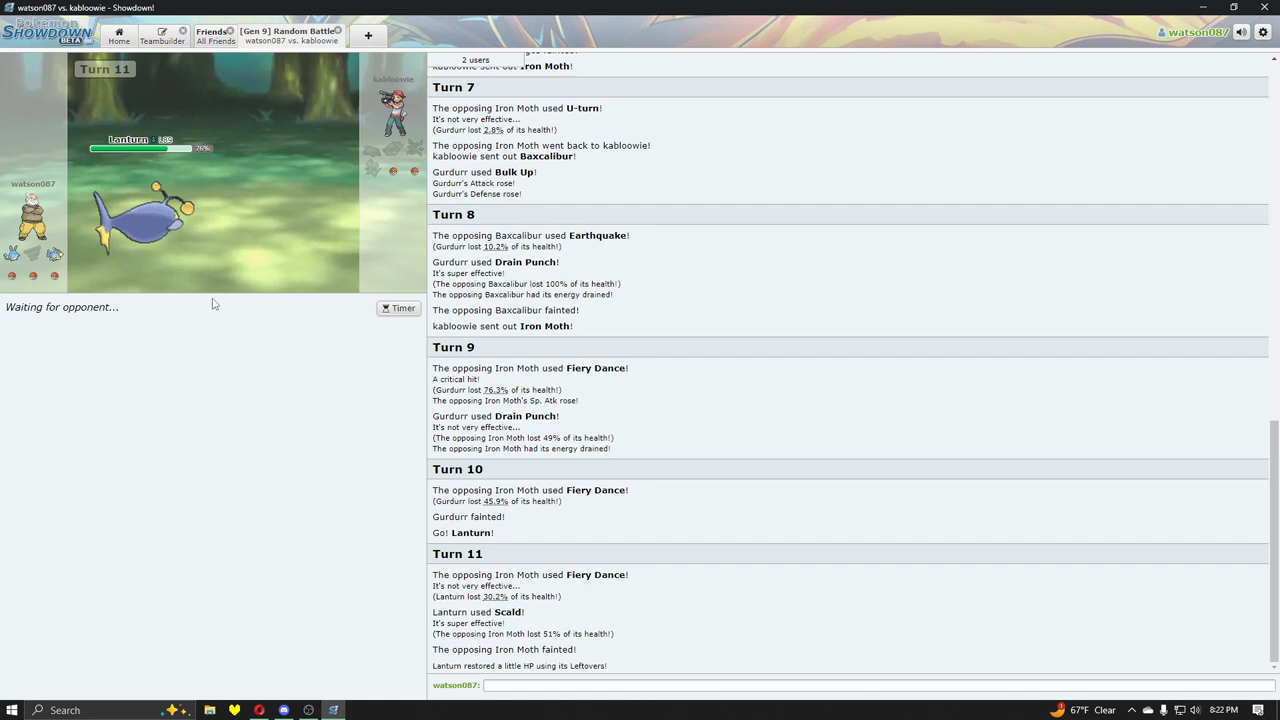 watson087 vs. kabloowie - Showdown!
Pokémon
SHOWDOWN
BETA
Home
Teambuilder
Friends
All Friends
[Gen 9] Random Battle
watson087 vs. kabloowie
+
watson087
Turn 11
kabloowie
Lanturn L89
76%
watson087
Waiting for opponent...
Timer
2 users
kabloowie sent out Iron Moth!
Turn 7
The opposing Iron Moth used U-turn!
It's not very effective...
(Gurdurr lost 2.8% of its health!)
The opposing Iron Moth went back to kabloowie!
kabloowie sent out Baxcalibur!
Gurdurr used Bulk Up!
Gurdurr's Attack rose!
Gurdurr's Defense rose!
Turn 8
The opposing Baxcalibur used Earthquake!
(Gurdurr lost 10.2% of its health!)
Gurdurr used Drain Punch!
It's super effective!
(The opposing Baxcalibur lost 100% of its health!)
The opposing Baxcalibur had its energy drained!
The opposing Baxcalibur fainted!
kabloowie sent out Iron Moth!
Turn 9
The opposing Iron Moth used Fiery Dance!
A critical hit!
(Gurdurr lost 76.3% of its health!)
The opposing Iron Moth's Sp. Atk rose!
Gurdurr used Drain Punch!
It's not very effective...
(The opposing Iron Moth lost 49% of its health!)
The opposing Iron Moth had its energy drained!
Turn 10
The opposing Iron Moth used Fiery Dance!
(Gurdurr lost 45.9% of its health!)
Gurdurr fainted!
Go! Lanturn!
Turn 11
The opposing Iron Moth used Fiery Dance!
It's not very effective...
(Lanturn lost 30.2% of its health!)
Lanturn used Scald!
It's super effective!
(The opposing Iron Moth lost 51% of its health!)
The opposing Iron Moth fainted!
Lanturn restored a little HP using its Leftovers!
watson087:
Search
67°F Clear
8:22 PM